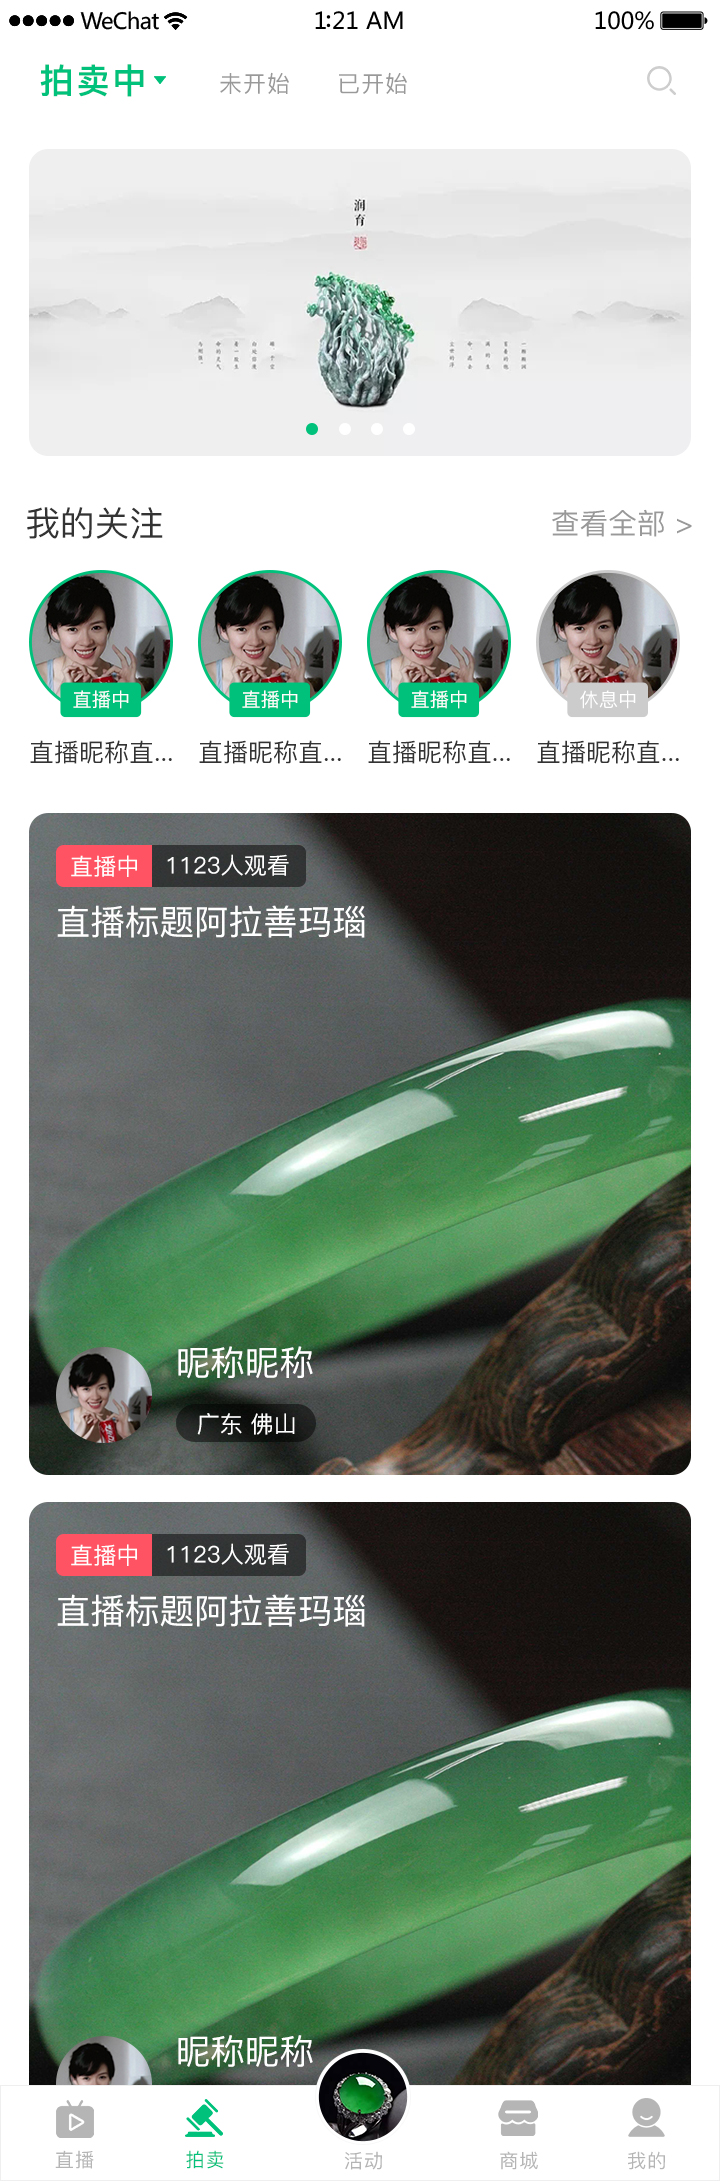 WeChat 1:21 AM 100%
拍卖中 未开始 已开始
润育
我的关注 查看全部 >
直播中 直播中 直播中 休息中
直播昵称直... 直播昵称直... 直播昵称直... 直播昵称直...
直播中 1123人观看
直播标题阿拉善玛瑙
昵称昵称
广东 佛山
直播中 1123人观看
直播标题阿拉善玛瑙
昵称昵称
直播 拍卖 活动 商城 我的